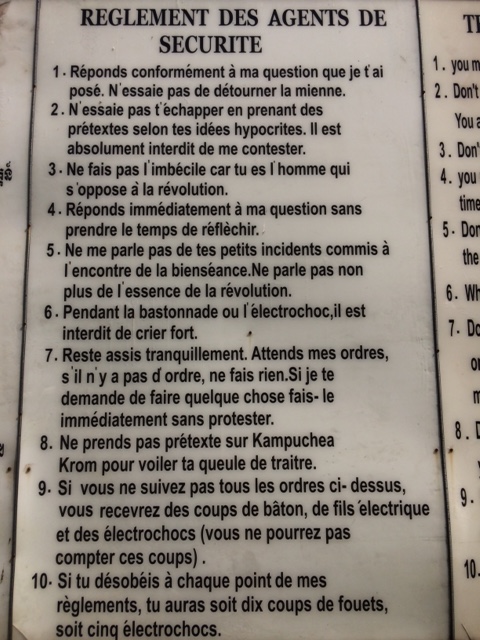 REGLEMENT DES AGENTS DE
SECURITE
1. Réponds conformément à ma question que je t'ai
posé. N'essaie pas de détourner la mienne.
2. N'essaie pas t'échapper en prenant des
prétextes selon tes idées hypocrites. Il est
absolument interdit de me contester.
3. Ne fais pas l'imbécile car tu es l'homme qui
s'oppose à la révolution.
4. Réponds immédiatement à ma question sans
prendre le temps de réflèchir.
5. Ne me parle pas de tes petits incidents commis à
l'encontre de la bienséance.Ne parle pas non
plus de l'essence de la révolution.
6. Pendant la bastonnade ou l'électrochoc,il est
interdit de crier fort.
7. Reste assis tranquillement. Attends mes ordres,
s'il n'y a pas d'ordre, ne fais rien.Si je te
demande de faire quelque chose fais- le
immédiatement sans protester.
8. Ne prends pas prétexte sur Kampuchea
Krom pour voiler ta queule de traitre.
9. Si vous ne suivez pas tous les ordres ci- dessus,
vous recevrez des coups de bâton, de fils électrique
et des électrochocs (vous ne pourrez pas
compter ces coups) .
10. Si tu désobéis à chaque point de mes
règlements, tu auras soit dix coups de fouets,
soit cinq électrochocs.
1. you
2. Don't
You
3. Don'
4. you
time
5. Don
the
6. Wh
7. Do
8.
9.
10.